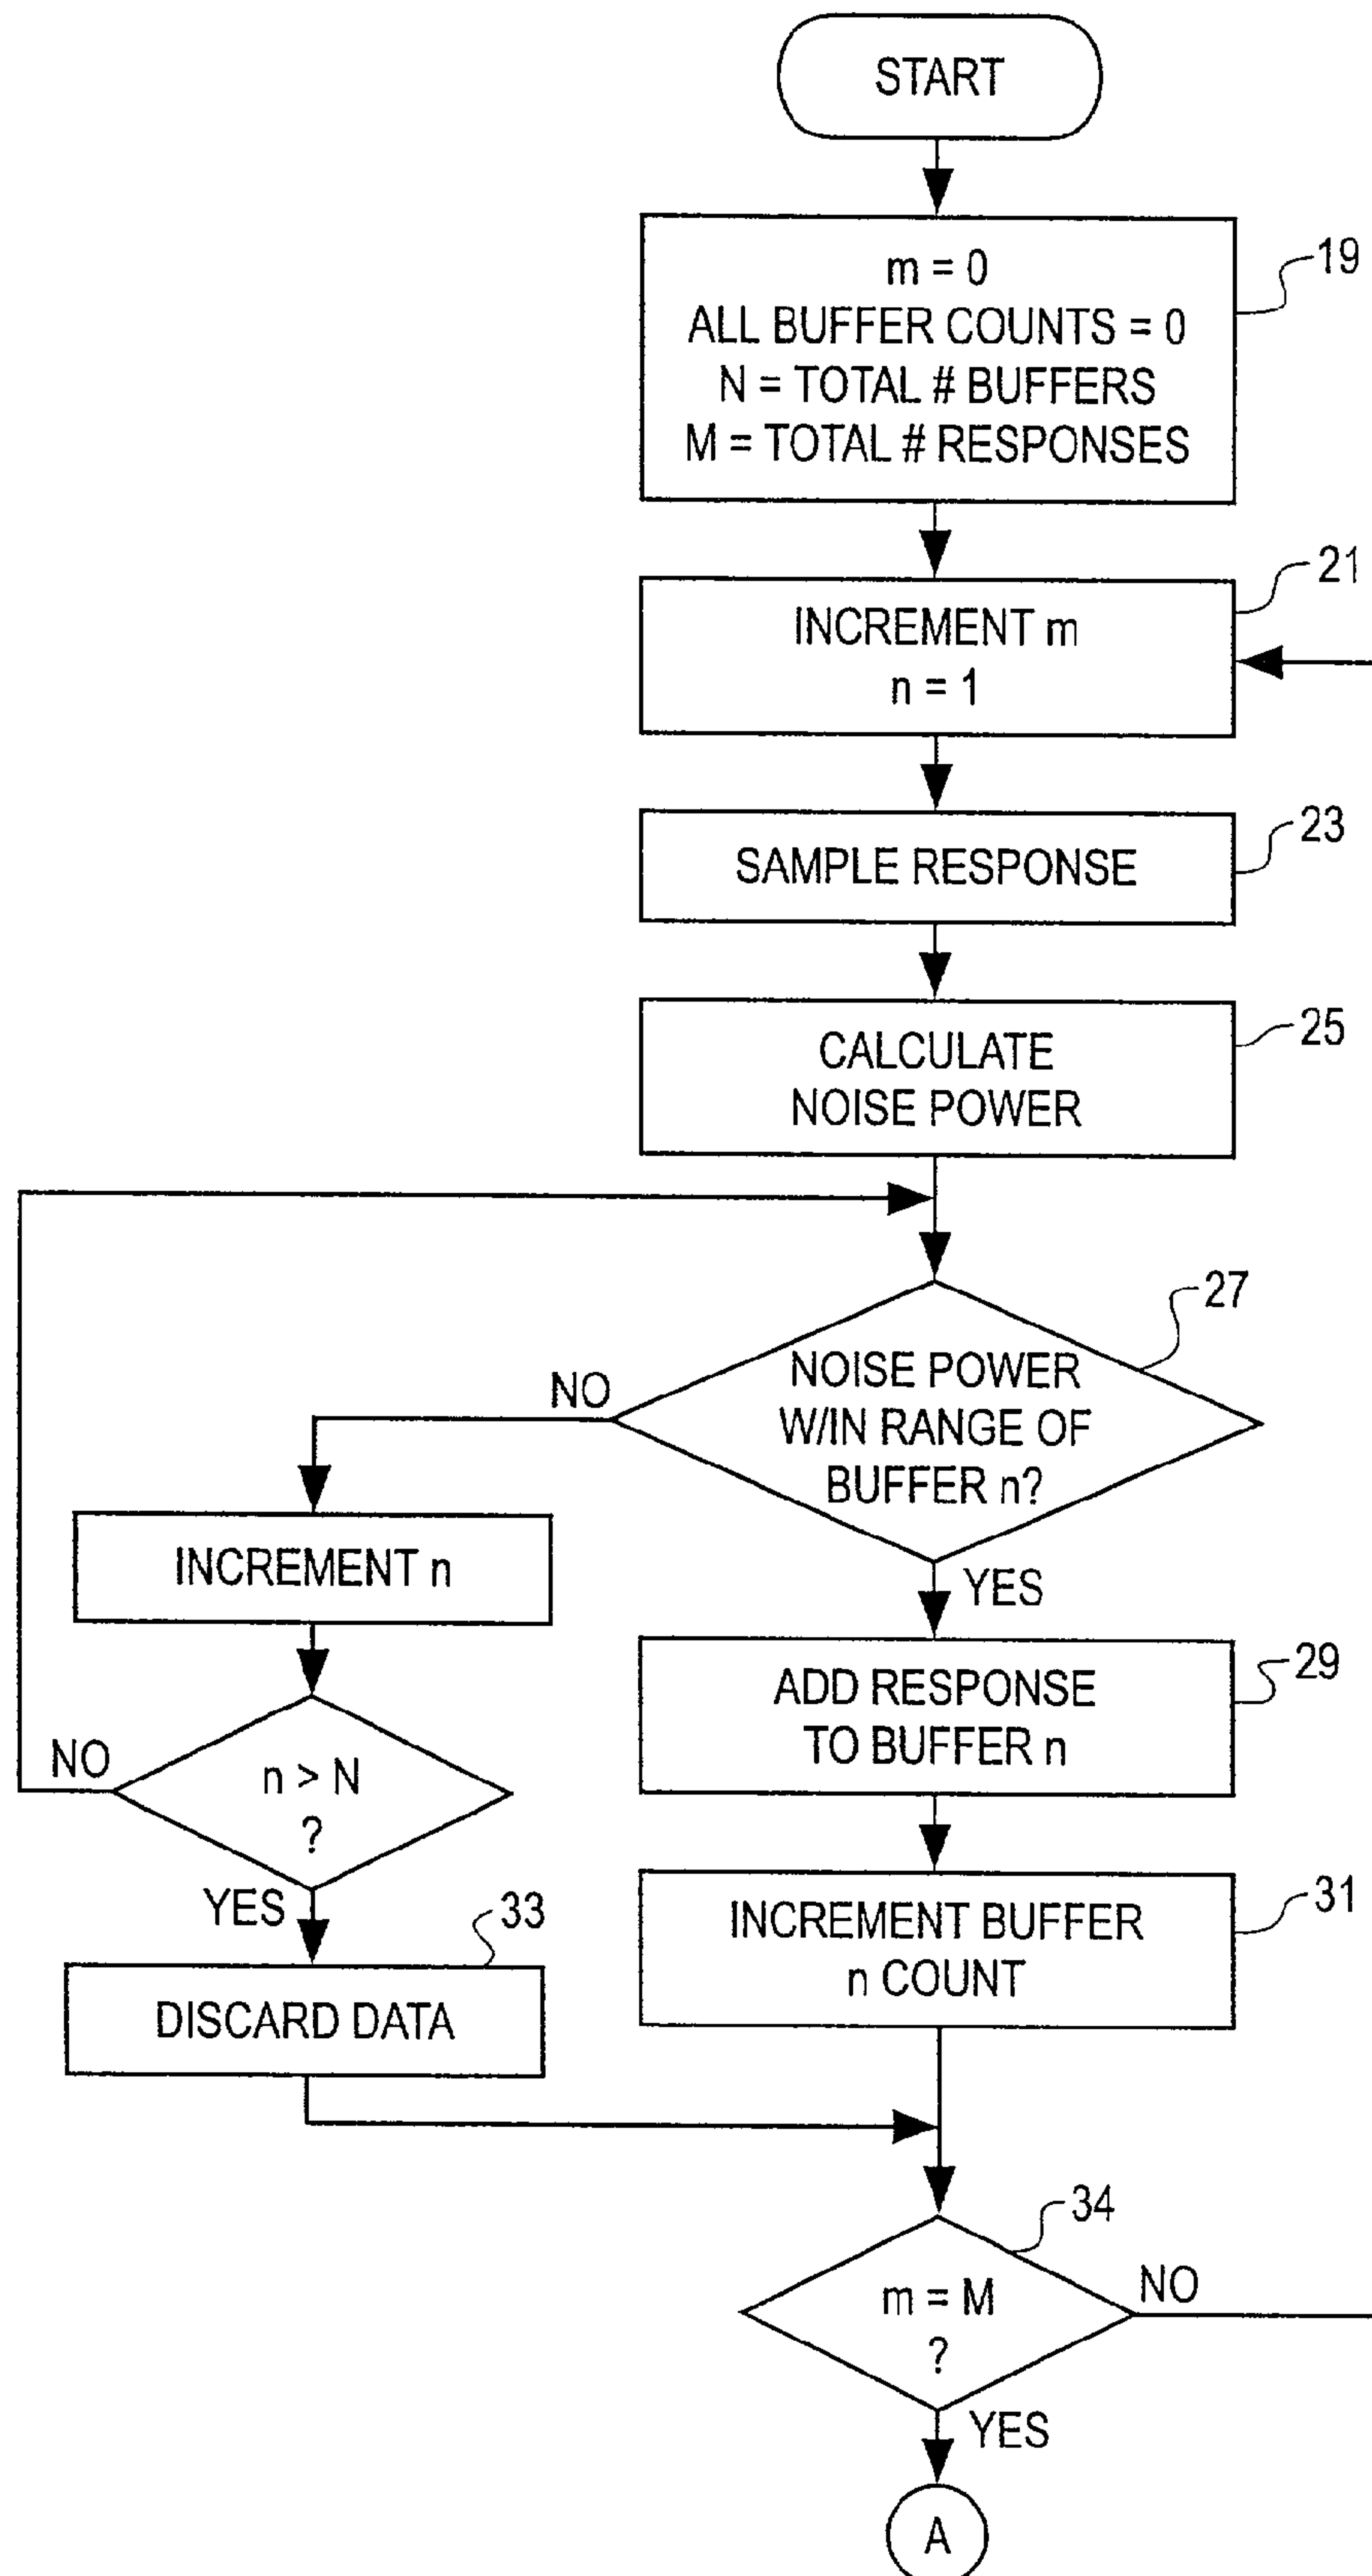 START
m = 0
ALL BUFFER COUNTS = 0
N = TOTAL # BUFFERS
M = TOTAL # RESPONSES
19
INCREMENT m
n = 1
21
SAMPLE RESPONSE
23
CALCULATE
NOISE POWER
25
NOISE POWER
W/IN RANGE OF
BUFFER n?
27
NO
YES
INCREMENT n
n > N
?
NO
YES
DISCARD DATA
33
ADD RESPONSE
TO BUFFER n
29
INCREMENT BUFFER
n COUNT
31
m = M
?
34
NO
YES
A